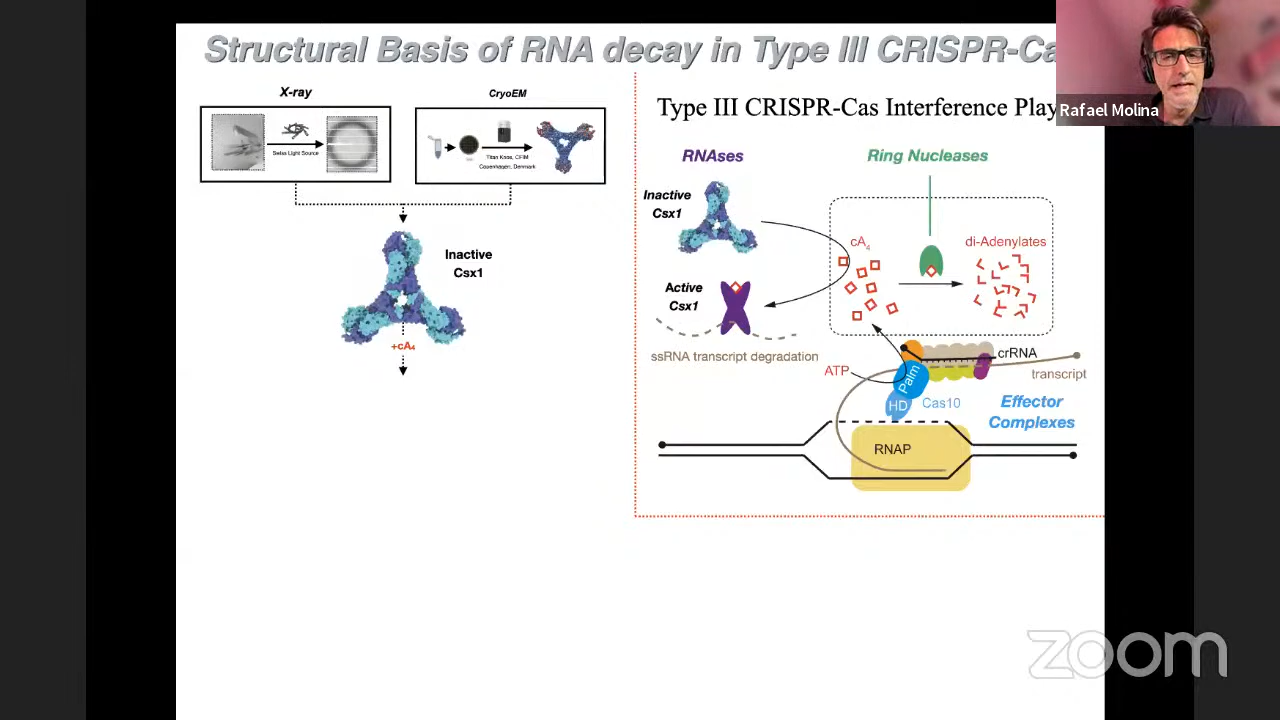 Structural Basis of RNA decay in Type III CRISPR-Ca
Rafael Molina
X-ray
Swiss Light Source
CryoEM
Titan Krios, CFIM
Copenhagen, Denmark
Inactive
Csx1
+cA4
Type III CRISPR-Cas Interference Play
RNAses
Ring Nucleases
Inactive
Csx1
cA4
di-Adenylates
Active
Csx1
ssRNA transcript degradation
ATP
crRNA
transcript
Palm
HD
Cas10
Effector
Complexes
RNAP
zoom